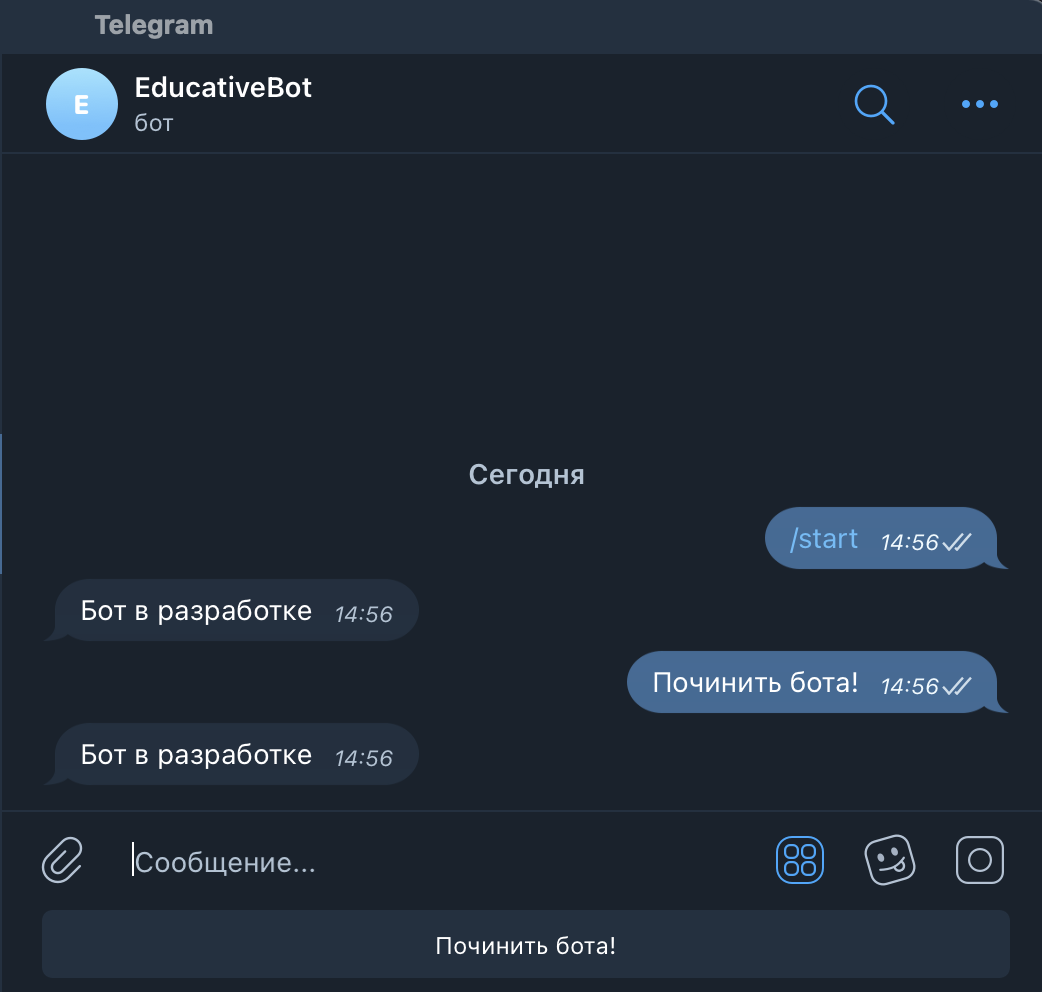 Telegram
E
EducativeBot
бот
Сегодня
/start 14:56
Бот в разработке 14:56
Починить бота! 14:56
Бот в разработке 14:56
Сообщение...
Починить бота!